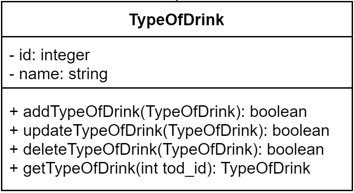 TypeOfDrink
- id: integer
- name: string
+ addTypeOfDrink(TypeOfDrink): boolean
+ updateTypeOfDrink(TypeOfDrink): boolean
+ deleteTypeOfDrink(TypeOfDrink): boolean
+ getTypeOfDrink(int tod_id): TypeOfDrink